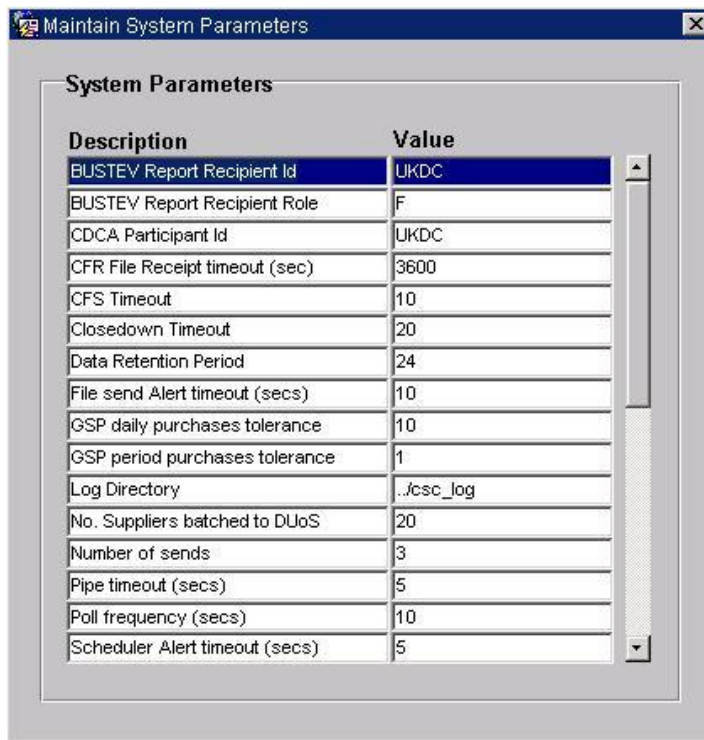 Maintain System Parameters
System Parameters
Description Value
BUSTEV Report Recipient Id UKDC
BUSTEV Report Recipient Role F
CDCA Participant Id UKDC
CFR File Receipt timeout (sec) 3600
CFS Timeout 10
Closedown Timeout 20
Data Retention Period 24
File send Alert timeout (secs) 10
GSP daily purchases tolerance 10
GSP period purchases tolerance 1
Log Directory ../csc_log
No. Suppliers batched to DUoS 20
Number of sends 3
Pipe timeout (secs) 5
Poll frequency (secs) 10
Scheduler Alert timeout (secs) 5